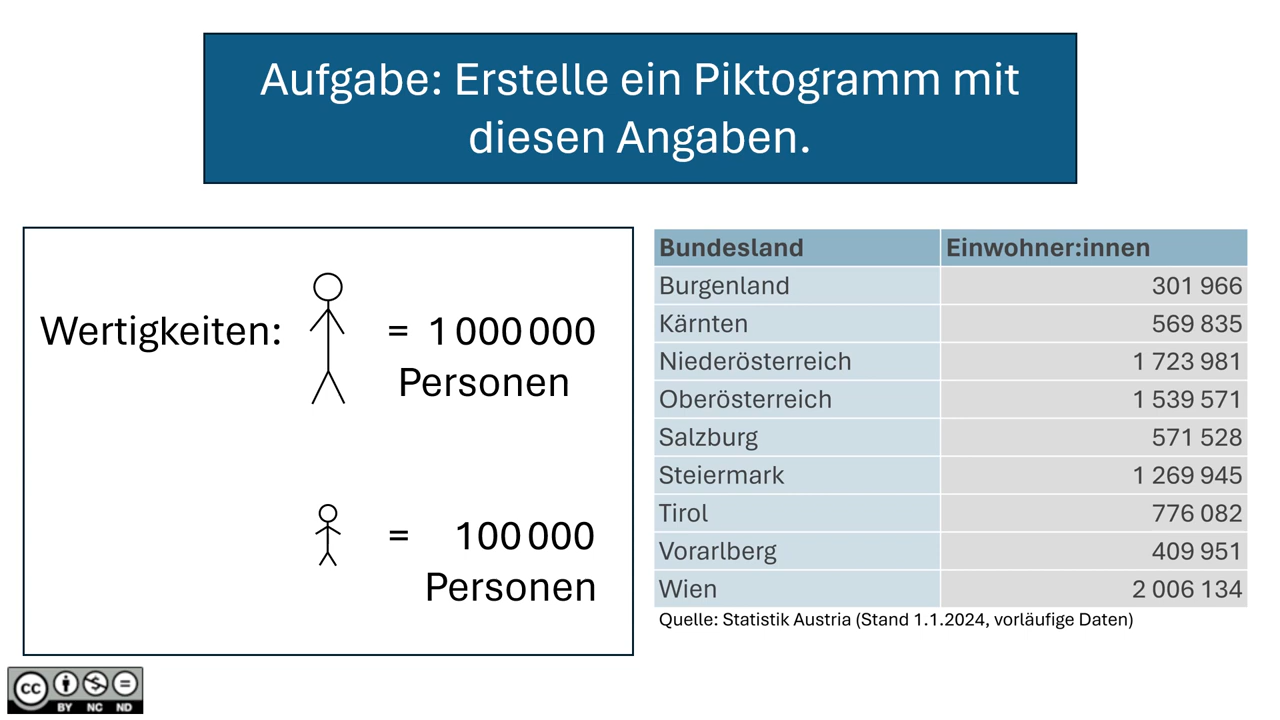 Aufgabe: Erstelle ein Piktogramm mit
diesen Angaben.
Wertigkeiten: = 1 000 000
Personen
= 100 000
Personen
Bundesland Einwohner:innen
Burgenland 301 966
Kärnten 569 835
Niederösterreich 1 723 981
Oberösterreich 1 539 571
Salzburg 571 528
Steiermark 1 269 945
Tirol 776 082
Vorarlberg 409 951
Wien 2 006 134
Quelle: Statistik Austria (Stand 1.1.2024, vorläufige Daten)
cc
BY NC ND